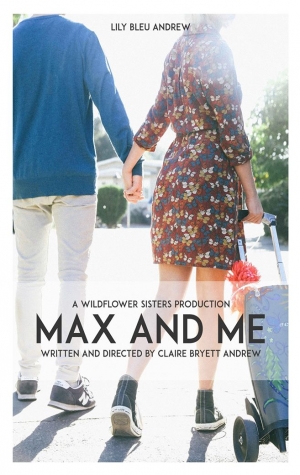 LILY BLEU ANDREW
A WILDFLOWER SISTERS PRODUCTION
MAX AND ME
WRITTEN AND DIRECTED BY CLAIRE BRYETT ANDREW